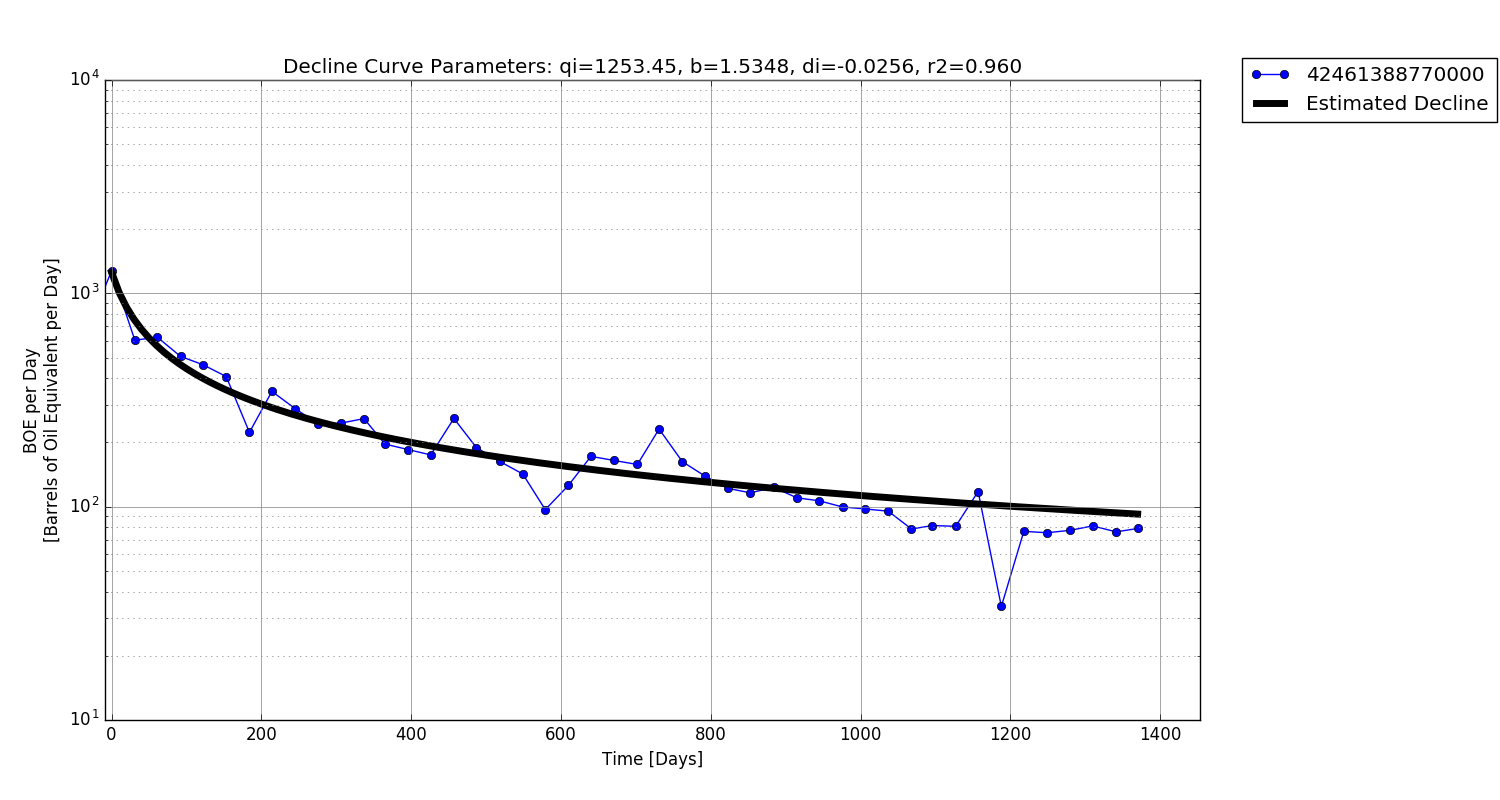 Decline Curve Parameters: qi=1253.45, b=1.5348, di=-0.0256, r2=0.960
42461388770000
Estimated Decline
10^4
10^3
10^2
10^1
BOE per Day
[Barrels of Oil Equivalent per Day]
0 200 400 600 800 1000 1200 1400
Time [Days]